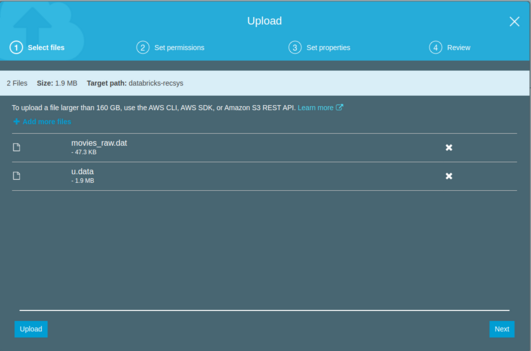 Upload
1 Select files 2 Set permissions 3 Set properties 4 Review
2 Files Size: 1.9 MB Target path: databricks-recsys
To upload a file larger than 160 GB, use the AWS CLI, AWS SDK, or Amazon S3 REST API. Learn more
+ Add more files
movies_raw.dat
- 47.3 KB
u.data
- 1.9 MB
Upload Next